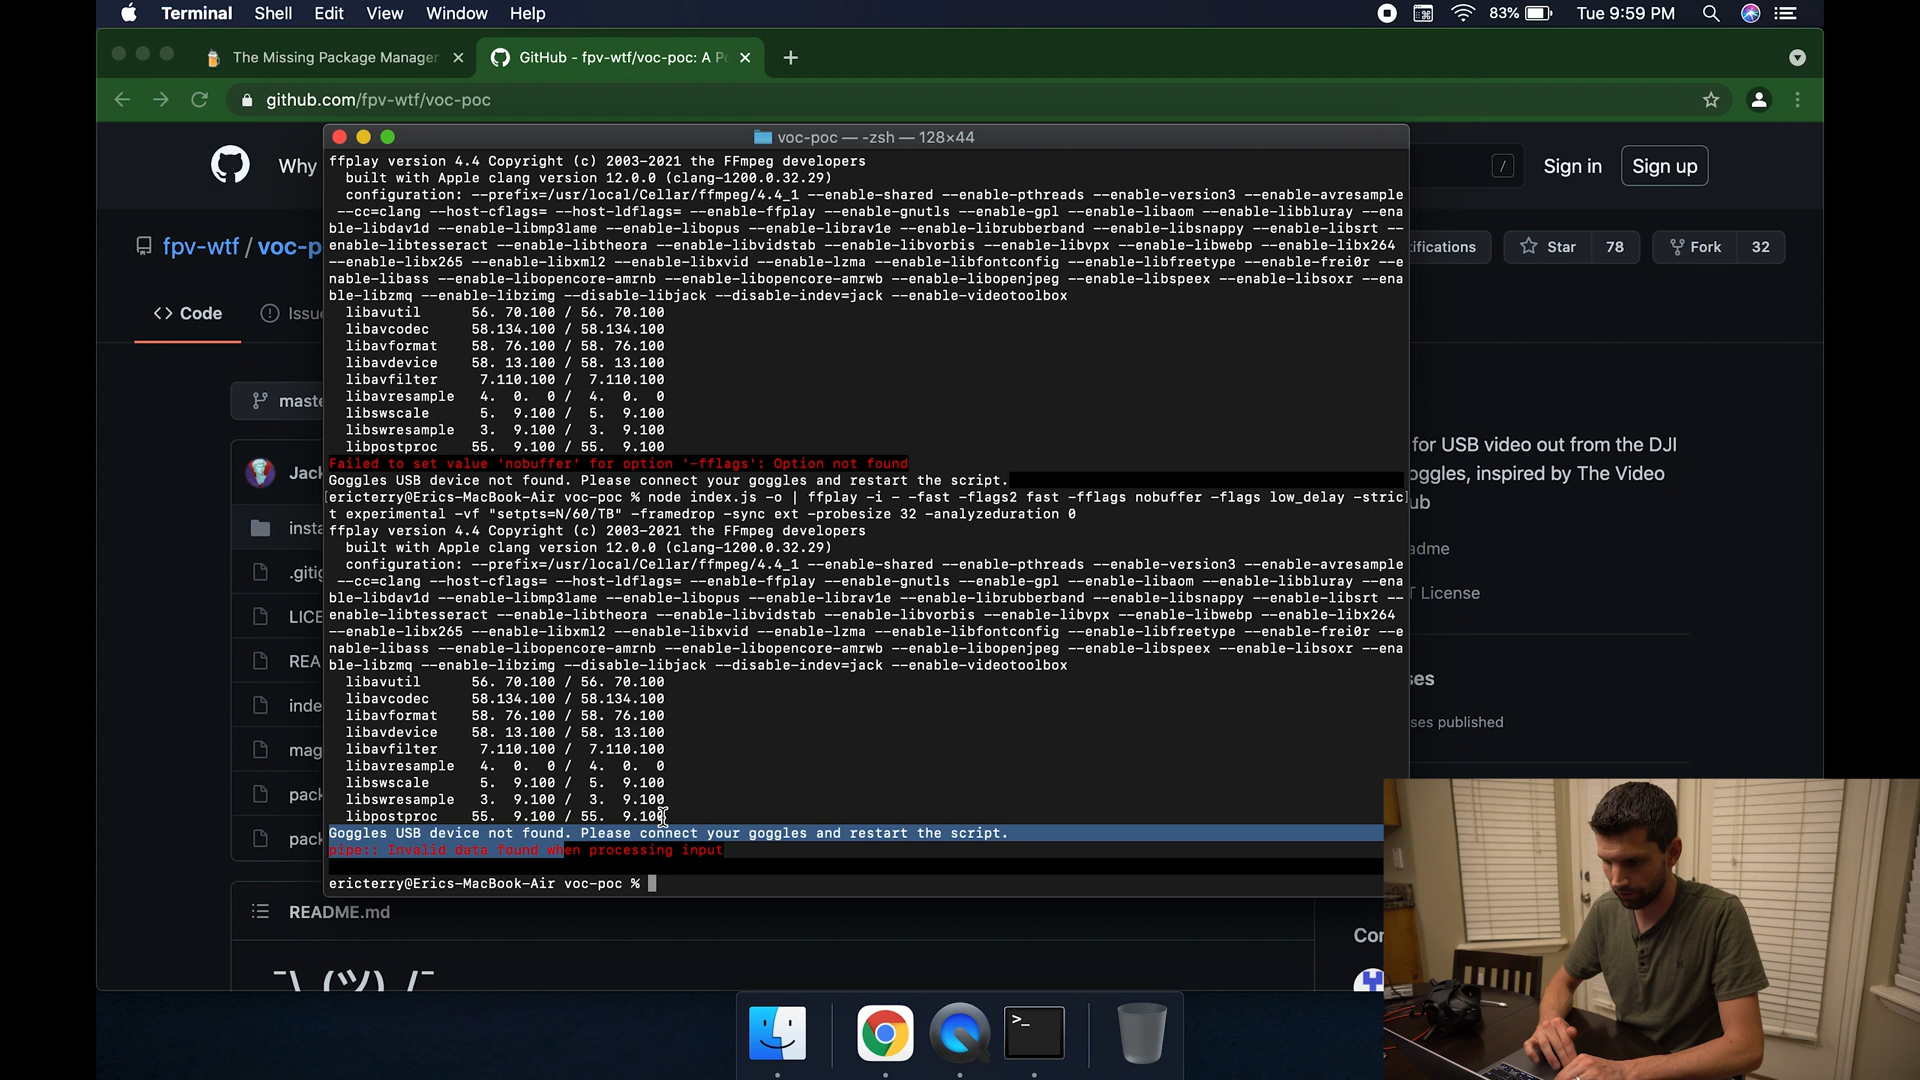 Terminal Shell Edit View Window Help 83% Tue 9:59 PM
The Missing Package Manager GitHub - fpv-wtf/voc-poc: A P
github.com/fpv-wtf/voc-poc
voc-poc — -zsh — 128×44
Why / Sign in Sign up
fpv-wtf / voc-p
ifications Star 78 Fork 32
<> Code Issu
maste
for USB video out from the DJI
Jack oggles, inspired by The Video
insta ub
adme
.gitig
License
LICE
REA
inde ses published
mag
pack
pack
ffplay version 4.4 Copyright (c) 2003-2021 the FFmpeg developers
built with Apple clang version 12.0.0 (clang-1200.0.32.29)
configuration: --prefix=/usr/local/Cellar/ffmpeg/4.4_1 --enable-shared --enable-pthreads --enable-version3 --enable-avresample
--cc=clang --host-cflags= --host-ldflags= --enable-ffplay --enable-gnutls --enable-gpl --enable-libaom --enable-libbluray --ena
ble-libdav1d --enable-libmp3lame --enable-libopus --enable-librav1e --enable-librubberband --enable-libsnappy --enable-libsrt --
enable-libtesseract --enable-libtheora --enable-libvidstab --enable-libvorbis --enable-libvpx --enable-libwebp --enable-libx264
--enable-libx265 --enable-libxml2 --enable-libxvid --enable-lzma --enable-libfontconfig --enable-libfreetype --enable-frei0r --e
nable-libass --enable-libopencore-amrnb --enable-libopencore-amrwb --enable-libopenjpeg --enable-libspeex --enable-libsoxr --ena
ble-libzmq --enable-libzimg --disable-libjack --disable-indev=jack --enable-videotoolbox
libavutil 56. 70.100 / 56. 70.100
libavcodec 58.134.100 / 58.134.100
libavformat 58. 76.100 / 58. 76.100
libavdevice 58. 13.100 / 58. 13.100
libavfilter 7.110.100 / 7.110.100
libavresample 4. 0. 0 / 4. 0. 0
libswscale 5. 9.100 / 5. 9.100
libswresample 3. 9.100 / 3. 9.100
libpostproc 55. 9.100 / 55. 9.100
Failed to set value 'nobuffer' for option '-fflags': Option not found
Goggles USB device not found. Please connect your goggles and restart the script.
[ericterry@Erics-MacBook-Air voc-poc % node index.js -o | ffplay -i - -fast -flags2 fast -fflags nobuffer -flags low_delay -stric]
t experimental -vf "setpts=N/60/TB" -framedrop -sync ext -probesize 32 -analyzeduration 0
ffplay version 4.4 Copyright (c) 2003-2021 the FFmpeg developers
built with Apple clang version 12.0.0 (clang-1200.0.32.29)
configuration: --prefix=/usr/local/Cellar/ffmpeg/4.4_1 --enable-shared --enable-pthreads --enable-version3 --enable-avresample
--cc=clang --host-cflags= --host-ldflags= --enable-ffplay --enable-gnutls --enable-gpl --enable-libaom --enable-libbluray --ena
ble-libdav1d --enable-libmp3lame --enable-libopus --enable-librav1e --enable-librubberband --enable-libsnappy --enable-libsrt --
enable-libtesseract --enable-libtheora --enable-libvidstab --enable-libvorbis --enable-libvpx --enable-libwebp --enable-libx264
--enable-libx265 --enable-libxml2 --enable-libxvid --enable-lzma --enable-libfontconfig --enable-libfreetype --enable-frei0r --e
nable-libass --enable-libopencore-amrnb --enable-libopencore-amrwb --enable-libopenjpeg --enable-libspeex --enable-libsoxr --ena
ble-libzmq --enable-libzimg --disable-libjack --disable-indev=jack --enable-videotoolbox
libavutil 56. 70.100 / 56. 70.100
libavcodec 58.134.100 / 58.134.100
libavformat 58. 76.100 / 58. 76.100
libavdevice 58. 13.100 / 58. 13.100
libavfilter 7.110.100 / 7.110.100
libavresample 4. 0. 0 / 4. 0. 0
libswscale 5. 9.100 / 5. 9.100
libswresample 3. 9.100 / 3. 9.100
libpostproc 55. 9.100 / 55. 9.100
Goggles USB device not found. Please connect your goggles and restart the script.
pipe:: Invalid data found when processing input
ericterry@Erics-MacBook-Air voc-poc %
README.md
Cor
¯\_(ツ)_/¯
>_